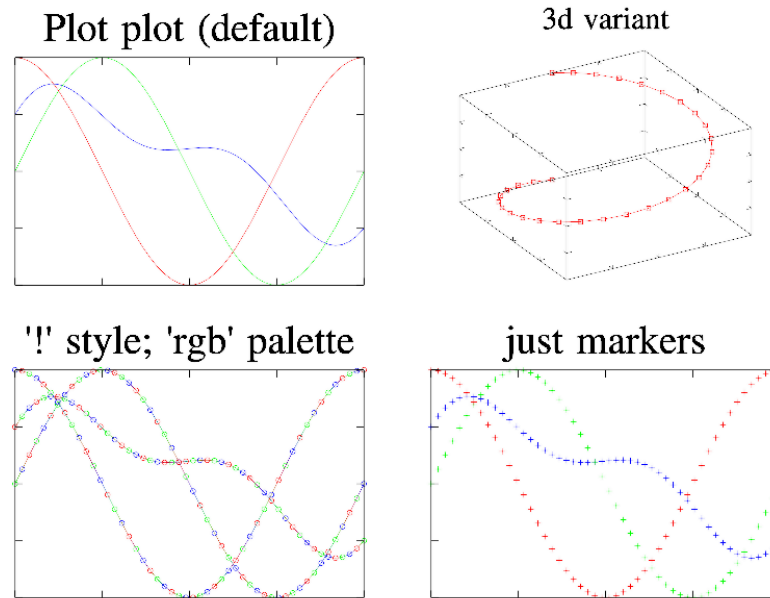 Plot plot (default)
3d variant
'!' style; 'rgb' palette
just markers